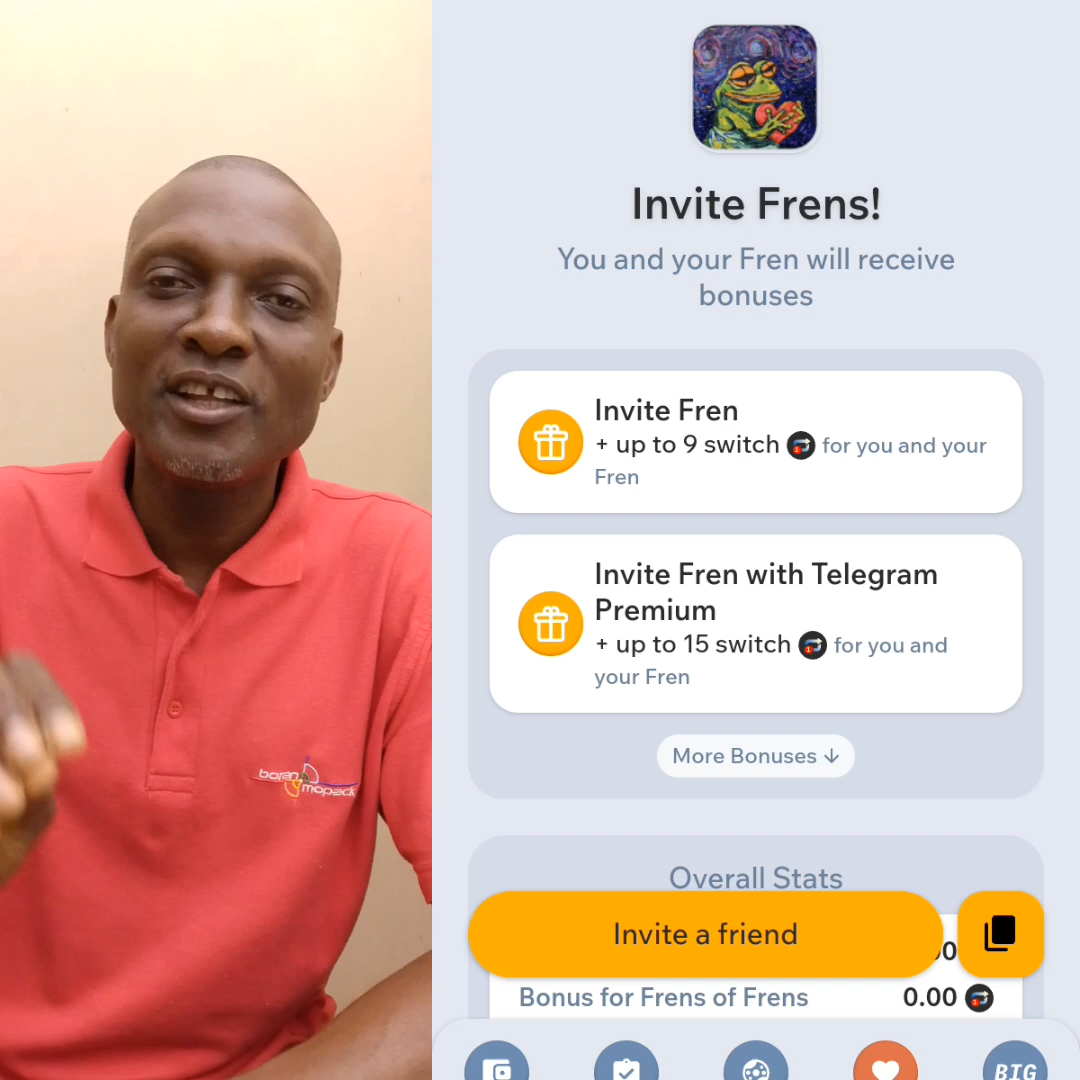 boran
mopack
Invite Frens!
You and your Fren will receive
bonuses
Invite Fren
+ up to 9 switch for you and your
Fren
Invite Fren with Telegram
Premium
+ up to 15 switch for you and
your Fren
More Bonuses ↓
Overall Stats
Invite a friend
Bonus for Frens of Frens 0.00
BIG